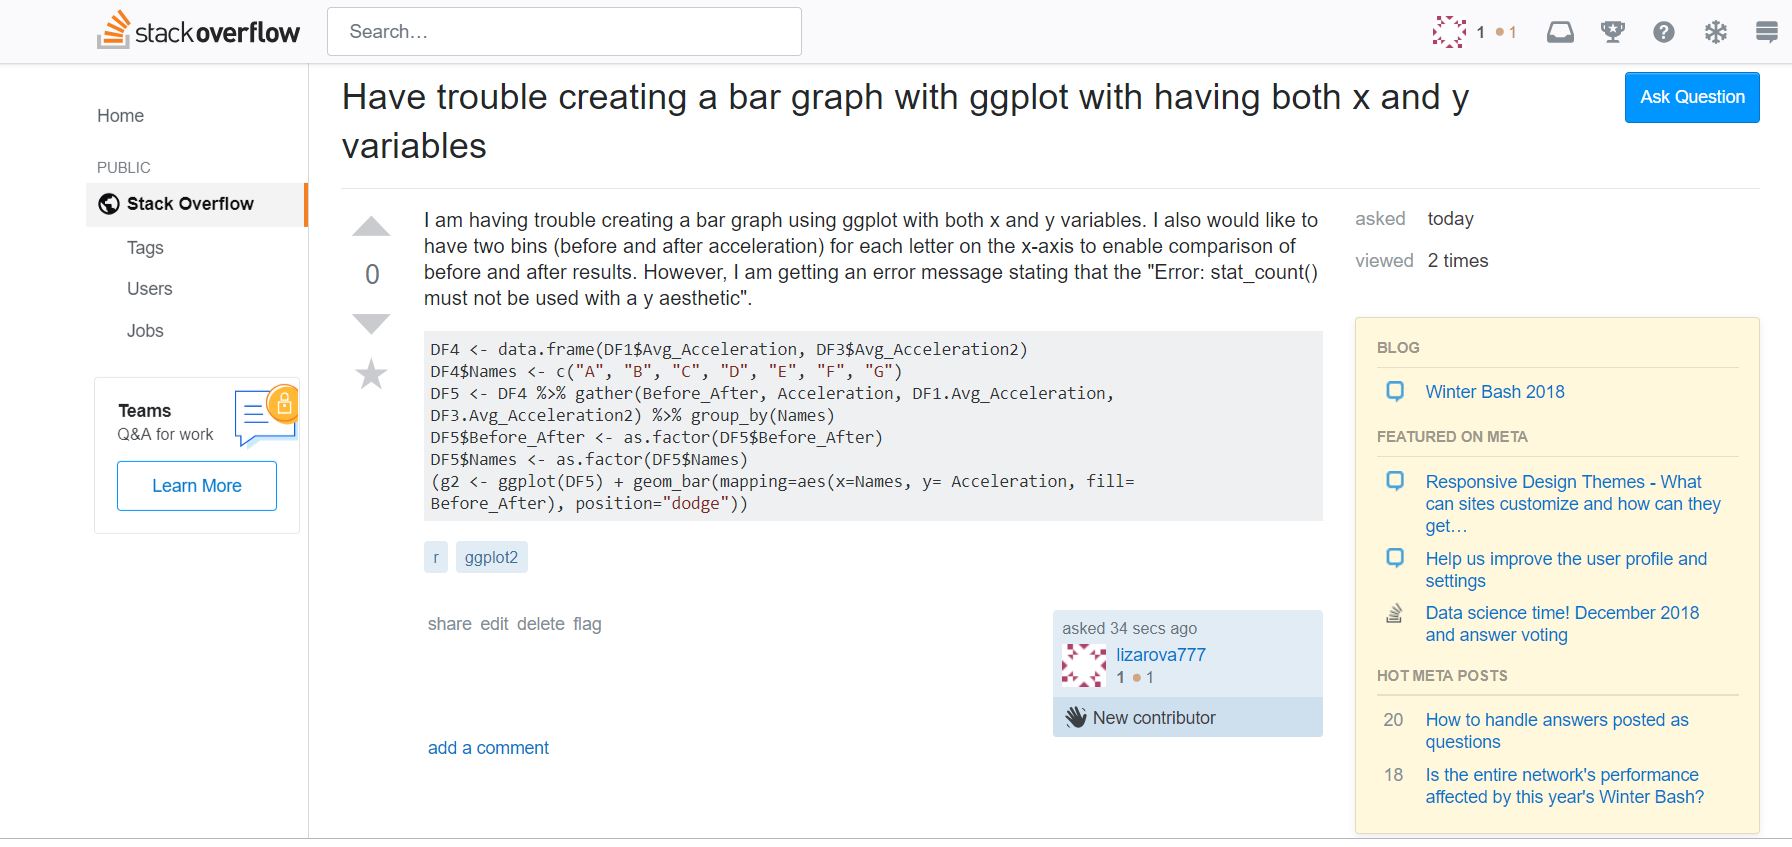 stackoverflow
Search…
1 1
Home
PUBLIC
Stack Overflow
Tags
Users
Jobs
Teams
Q&A for work
Learn More
Have trouble creating a bar graph with ggplot with having both x and y
variables
Ask Question
0
I am having trouble creating a bar graph using ggplot with both x and y variables. I also would like to
have two bins (before and after acceleration) for each letter on the x-axis to enable comparison of
before and after results. However, I am getting an error message stating that the "Error: stat_count()
must not be used with a y aesthetic".
DF4 <- data.frame(DF1$Avg_Acceleration, DF3$Avg_Acceleration2)
DF4$Names <- c("A", "B", "C", "D", "E", "F", "G")
DF5 <- DF4 %>% gather(Before_After, Acceleration, DF1.Avg_Acceleration,
DF3.Avg_Acceleration2) %>% group_by(Names)
DF5$Before_After <- as.factor(DF5$Before_After)
DF5$Names <- as.factor(DF5$Names)
(g2 <- ggplot(DF5) + geom_bar(mapping=aes(x=Names, y= Acceleration, fill=
Before_After), position="dodge"))
r ggplot2
share edit delete flag
asked 34 secs ago
lizarova777
1 1
New contributor
add a comment
asked today
viewed 2 times
BLOG
Winter Bash 2018
FEATURED ON META
Responsive Design Themes - What
can sites customize and how can they
get…
Help us improve the user profile and
settings
Data science time! December 2018
and answer voting
HOT META POSTS
20 How to handle answers posted as
questions
18 Is the entire network's performance
affected by this year's Winter Bash?